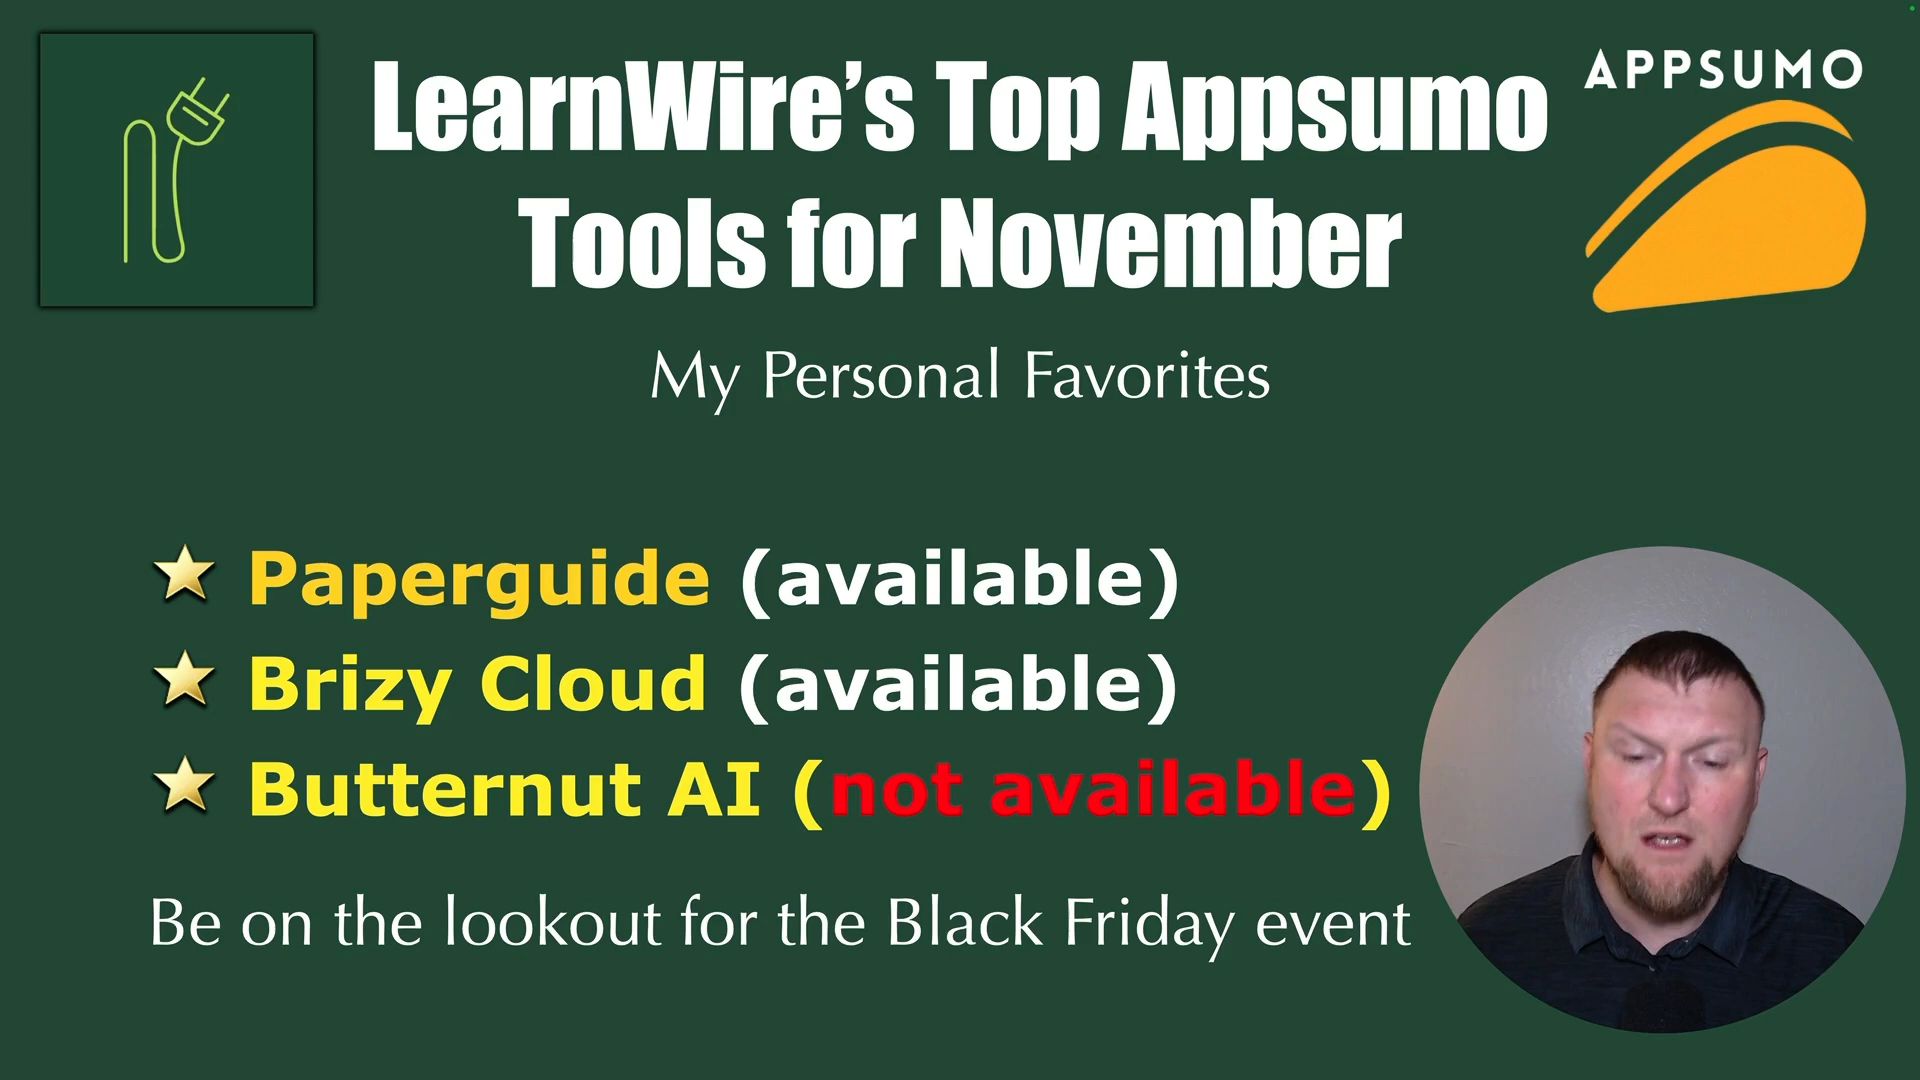 LearnWire’s Top Appsumo
Tools for November
APPSUMO
My Personal Favorites
Paperguide (available)
Brizy Cloud (available)
Butternut AI (not available)
Be on the lookout for the Black Friday event